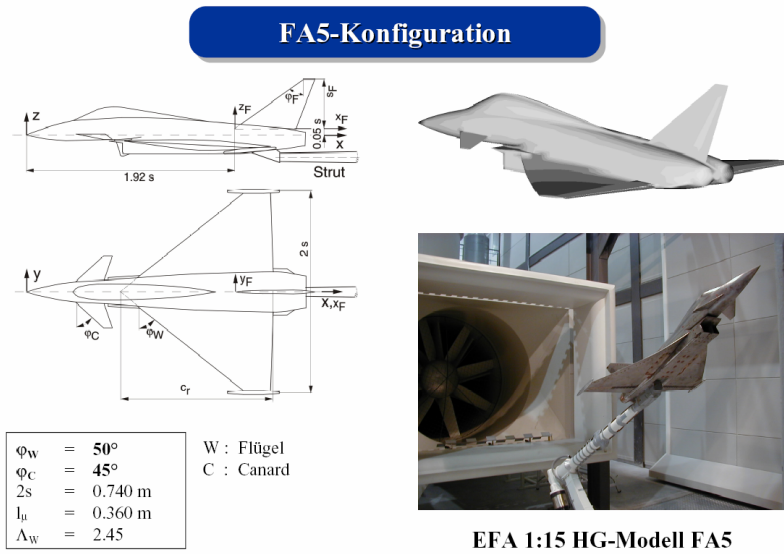 FA5-Konfiguration
z
z_F
φ_F
s_F
x_F
x
0.05 s
Strut
1.92 s
y
y_F
x,x_F
2 s
φ_C
φ_W
c_r
φ_W = 50°
φ_C = 45°
2s = 0.740 m
l_μ = 0.360 m
Λ_W = 2.45
W : Flügel
C : Canard
EFA 1:15 HG-Modell FA5